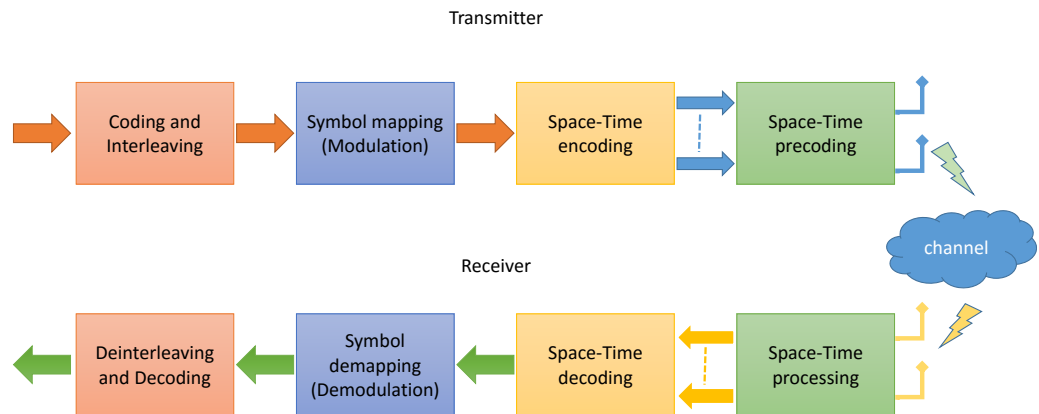 Transmitter
Coding and
Interleaving
Symbol mapping
(Modulation)
Space-Time
encoding
Space-Time
precoding
channel
Receiver
Deinterleaving
and Decoding
Symbol
demapping
(Demodulation)
Space-Time
decoding
Space-Time
processing